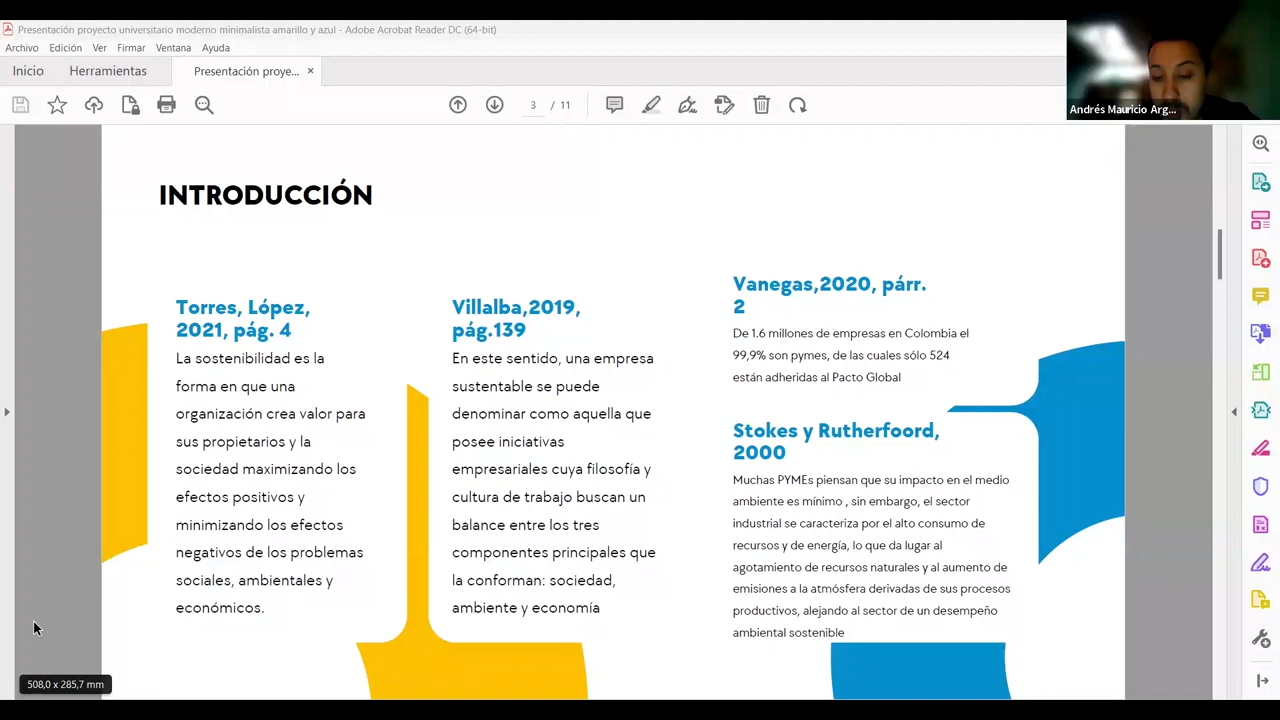 Presentación proyecto universitario moderno minimalista amarillo y azul - Adobe Acrobat Reader DC (64-bit)
Archivo Edición Ver Firmar Ventana Ayuda
Inicio Herramientas Presentación proye... ×
3 / 11
Andrés Mauricio Arg...
INTRODUCCIÓN
Torres, López,
2021, pág. 4
La sostenibilidad es la
forma en que una
organización crea valor para
sus propietarios y la
sociedad maximizando los
efectos positivos y
minimizando los efectos
negativos de los problemas
sociales, ambientales y
económicos.
Villalba,2019,
pág.139
En este sentido, una empresa
sustentable se puede
denominar como aquella que
posee iniciativas
empresariales cuya filosofía y
cultura de trabajo buscan un
balance entre los tres
componentes principales que
la conforman: sociedad,
ambiente y economía
Vanegas,2020, párr.
2
De 1.6 millones de empresas en Colombia el
99,9% son pymes, de las cuales sólo 524
están adheridas al Pacto Global
Stokes y Rutherfoord,
2000
Muchas PYMEs piensan que su impacto en el medio
ambiente es mínimo , sin embargo, el sector
industrial se caracteriza por el alto consumo de
recursos y de energía, lo que da lugar al
agotamiento de recursos naturales y al aumento de
emisiones a la atmósfera derivadas de sus procesos
productivos, alejando al sector de un desempeño
ambiental sostenible
508,0 x 285,7 mm